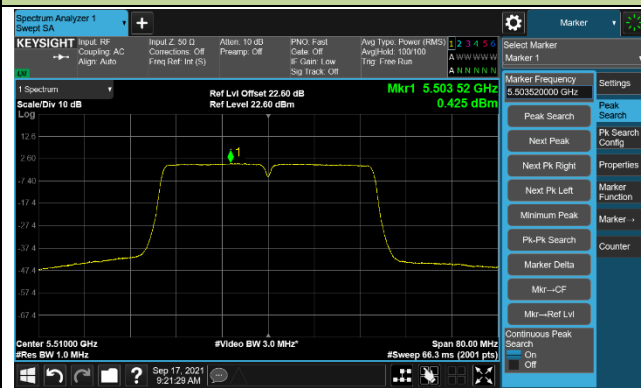 Spectrum Analyzer 1
Swept SA
Marker
KEYSIGHT
Input: RF
Coupling: AC
Align: Auto
Input Z: 50 Ω
Corrections: Off
Freq Ref: Int (S)
Atten: 10 dB
Preamp: Off
PNO: Fast
Gate: Off
IF Gain: Low
Sig Track: Off
Avg Type: Power (RMS)
Avg|Hold: 100/100
Trig: Free Run
1 2 3 4 5 6
A W W W W W
A N N N N N
LXI
Select Marker
Marker 1
1 Spectrum
Scale/Div 10 dB
Log
Ref Lvl Offset 22.60 dB
Ref Level 22.60 dBm
Mkr1 5.503 52 GHz
0.425 dBm
12.6
2.60
-7.40
-17.4
-27.4
-37.4
-47.4
-57.4
-67.4
1
Center 5.51000 GHz
#Res BW 1.0 MHz
#Video BW 3.0 MHz*
Span 80.00 MHz
#Sweep 66.3 ms (2001 pts)
Marker Frequency
5.503520000 GHz
Peak Search
Next Peak
Next Pk Right
Next Pk Left
Minimum Peak
Pk-Pk Search
Marker Delta
Mkr→CF
Mkr→Ref Lvl
Continuous Peak
Search
On
Off
Settings
Peak
Search
Pk Search
Config
Properties
Marker
Function
Marker→
Counter
Sep 17, 2021
9:21:29 AM